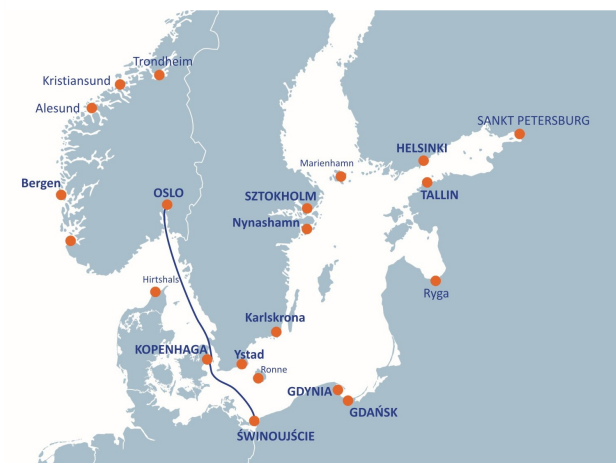 Trondheim
Kristiansund
Alesund
SANKT PETERSBURG
HELSINKI
Marienhamn
Bergen
OSLO
SZTOKHOLM
TALLIN
Nynashamn
Hirtshals
Ryga
Karlskrona
KOPENHAGA
Ystad
Ronne
GDYNIA
GDAŃSK
ŚWINOUJŚCIE